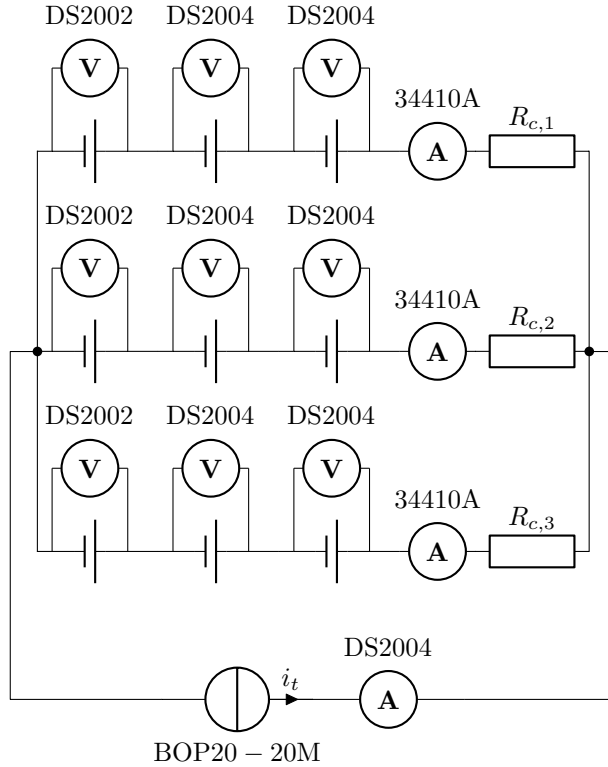 DS2002 DS2004 DS2004
V V V
34410A
A
R_{c,1}
DS2002 DS2004 DS2004
V V V
34410A
A
R_{c,2}
DS2002 DS2004 DS2004
V V V
34410A
A
R_{c,3}
DS2004
i_t
A
BOP20 − 20M